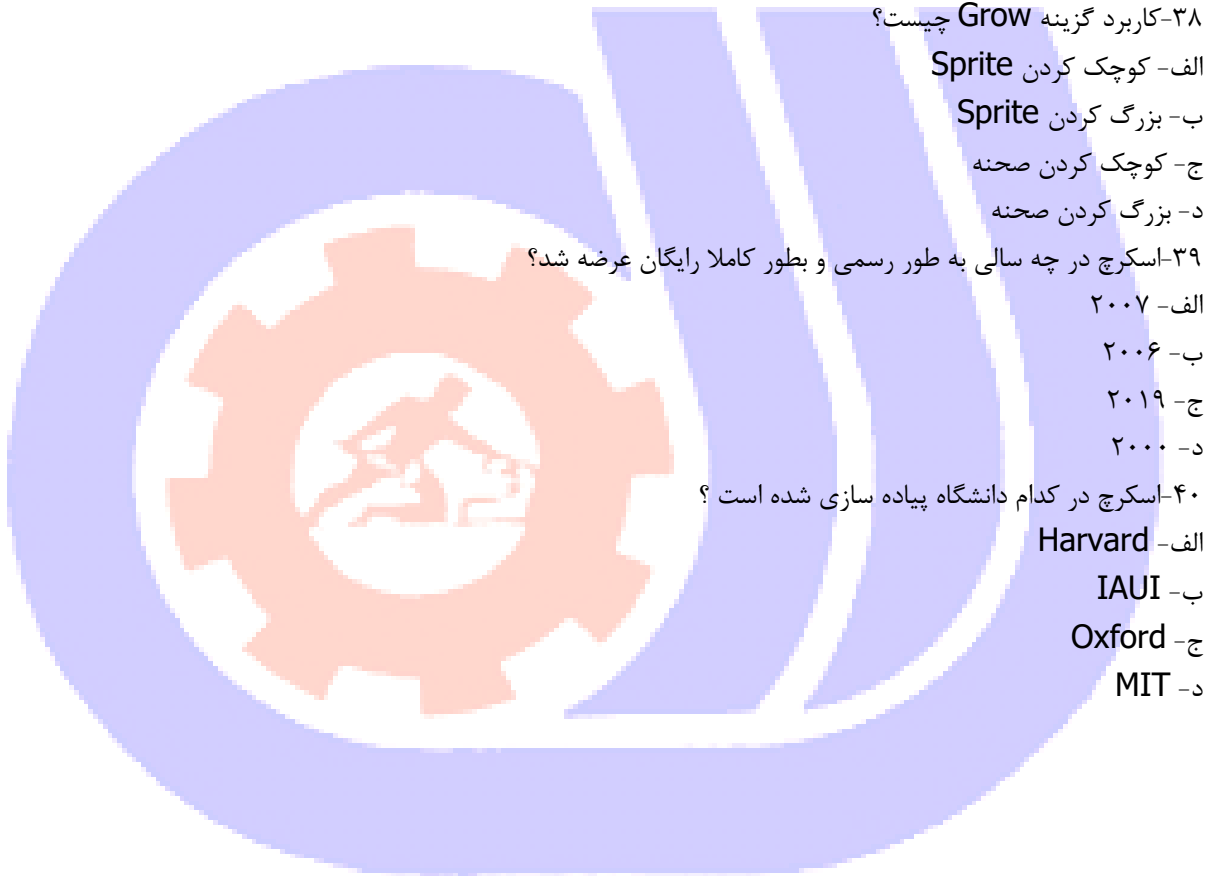 ۳۸-کاربرد گزینه Grow چیست؟
الف- کوچک کردن Sprite
ب- بزرگ کردن Sprite
ج- کوچک کردن صحنه
د- بزرگ کردن صحنه
۳۹-اسکرچ در چه سالی به طور رسمی و بطور کاملا رایگان عرضه شد؟
الف- ۲۰۰۷
ب- ۲۰۰۶
ج- ۲۰۱۹
د- ۲۰۰۰
۴۰-اسکرچ در کدام دانشگاه پیاده سازی شده است ؟
الف- Harvard
ب- IAUI
ج- Oxford
د- MIT